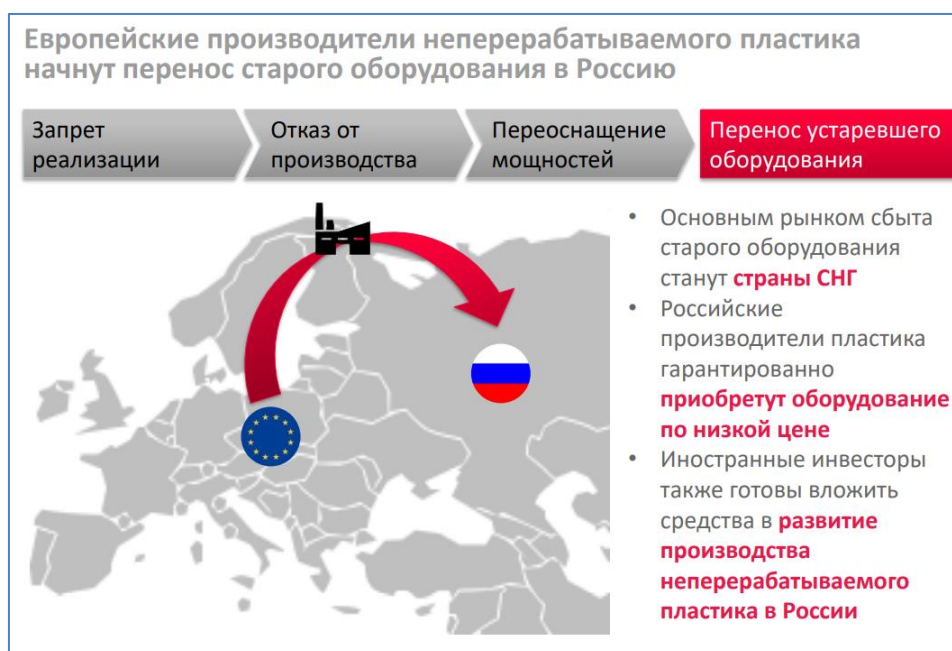 Европейские производители неперерабатываемого пластика
начнут перенос старого оборудования в Россию
Запрет
реализации
Отказ от
производства
Переоснащение
мощностей
Перенос устаревшего
оборудования
• Основным рынком сбыта
старого оборудования
станут страны СНГ
• Российские
производители пластика
гарантированно
приобретут оборудование
по низкой цене
• Иностранные инвесторы
также готовы вложить
средства в развитие
производства
неперерабатываемого
пластика в России